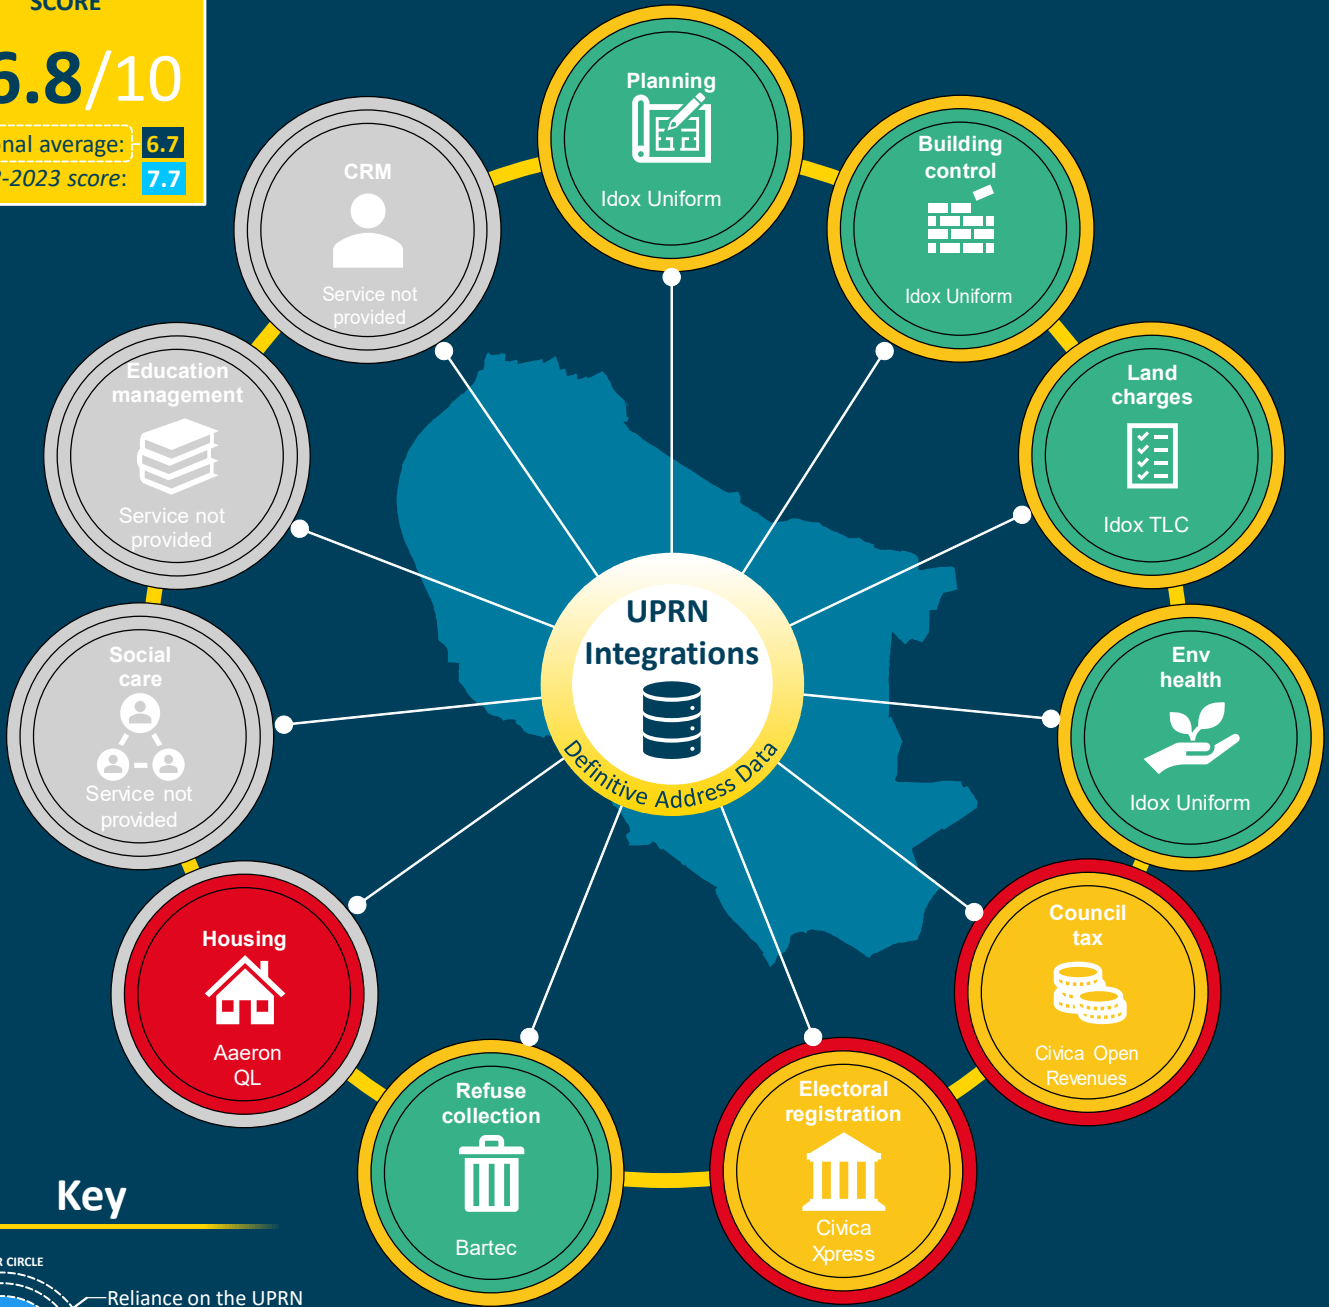 SCORE
6.8/10
onal average: 6.7
-2023 score: 7.7
Planning
Idox Uniform
Building
control
Idox Uniform
Land
charges
Idox TLC
Env
health
Idox Uniform
Council
tax
Civica Open
Revenues
Electoral
registration
Civica
Xpress
Refuse
collection
Bartec
Housing
Aaeron
QL
Social
care
Service not
provided
Education
management
Service not
provided
CRM
Service not
provided
UPRN
Integrations
Definitive Address Data
Key
R CIRCLE
Reliance on the UPRN